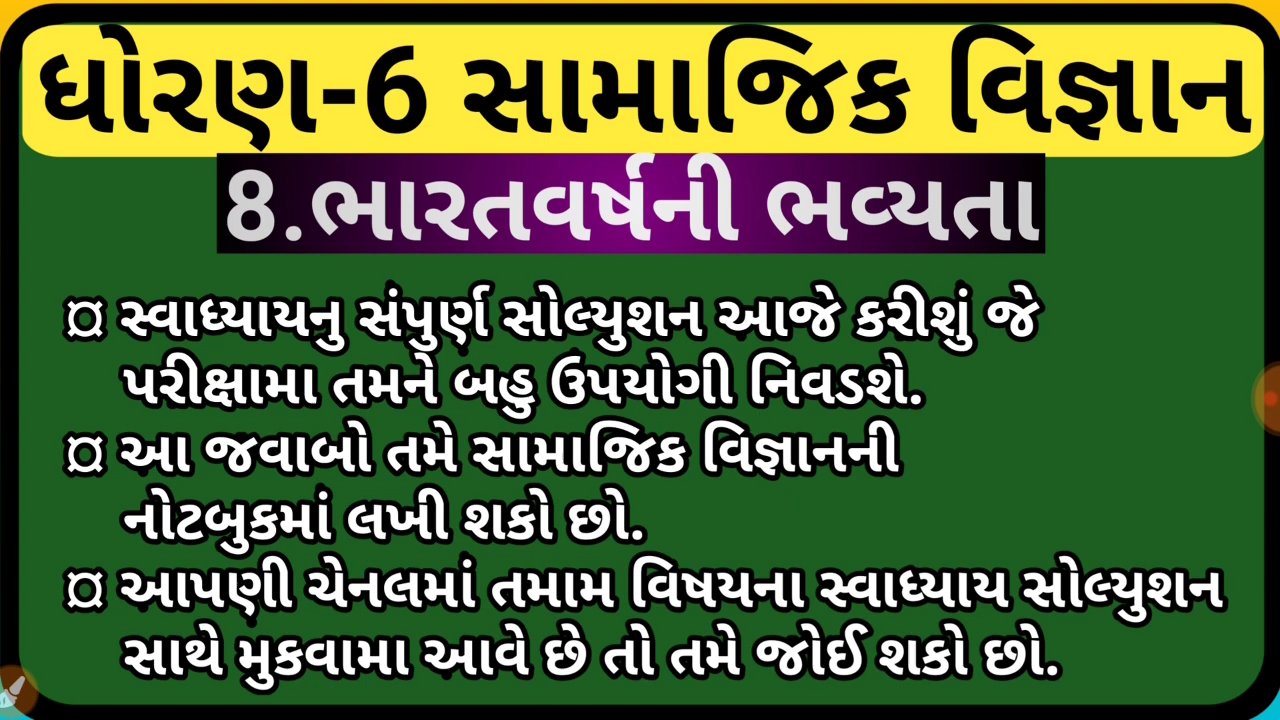 ધોરણ-6 સામાજિક વિજ્ઞાન
8.ભારતવર્ષની ભવ્યતા
¤ સ્વાધ્યાયનુ સંપુર્ણ સોલ્યુશન આજે કરીશું જે
પરીક્ષામા તમને બહુ ઉપયોગી નિવડશે.
¤ આ જવાબો તમે સામાજિક વિજ્ઞાનની
નોટબુકમાં લખી શકો છો.
¤ આપણી ચેનલમાં તમામ વિષયના સ્વાધ્યાય સોલ્યુશન
સાથે મુકવામા આવે છે તો તમે જોઈ શકો છો.